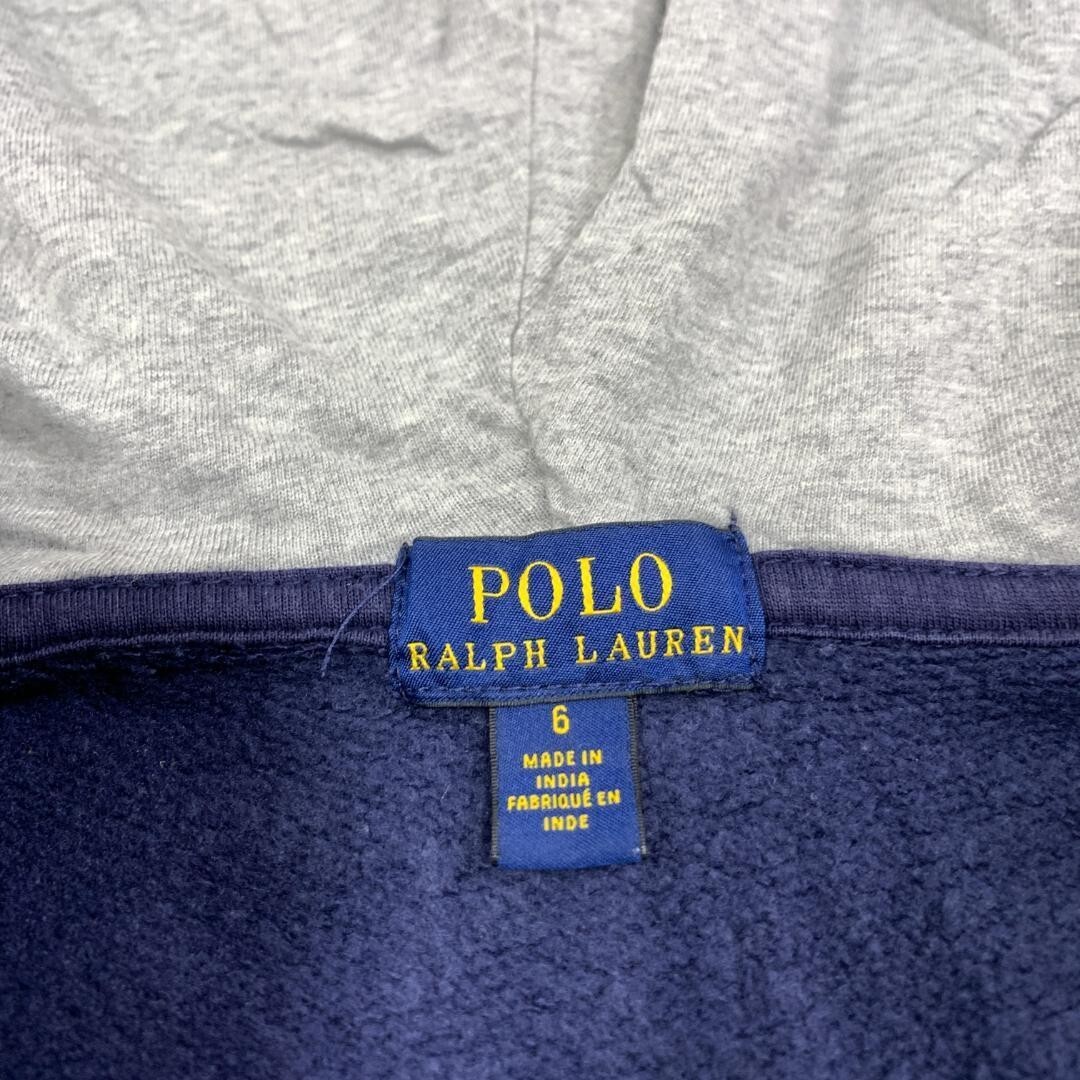 POLO
RALPH LAUREN
6
MADE IN
INDIA
FABRIQUÉ EN
INDE